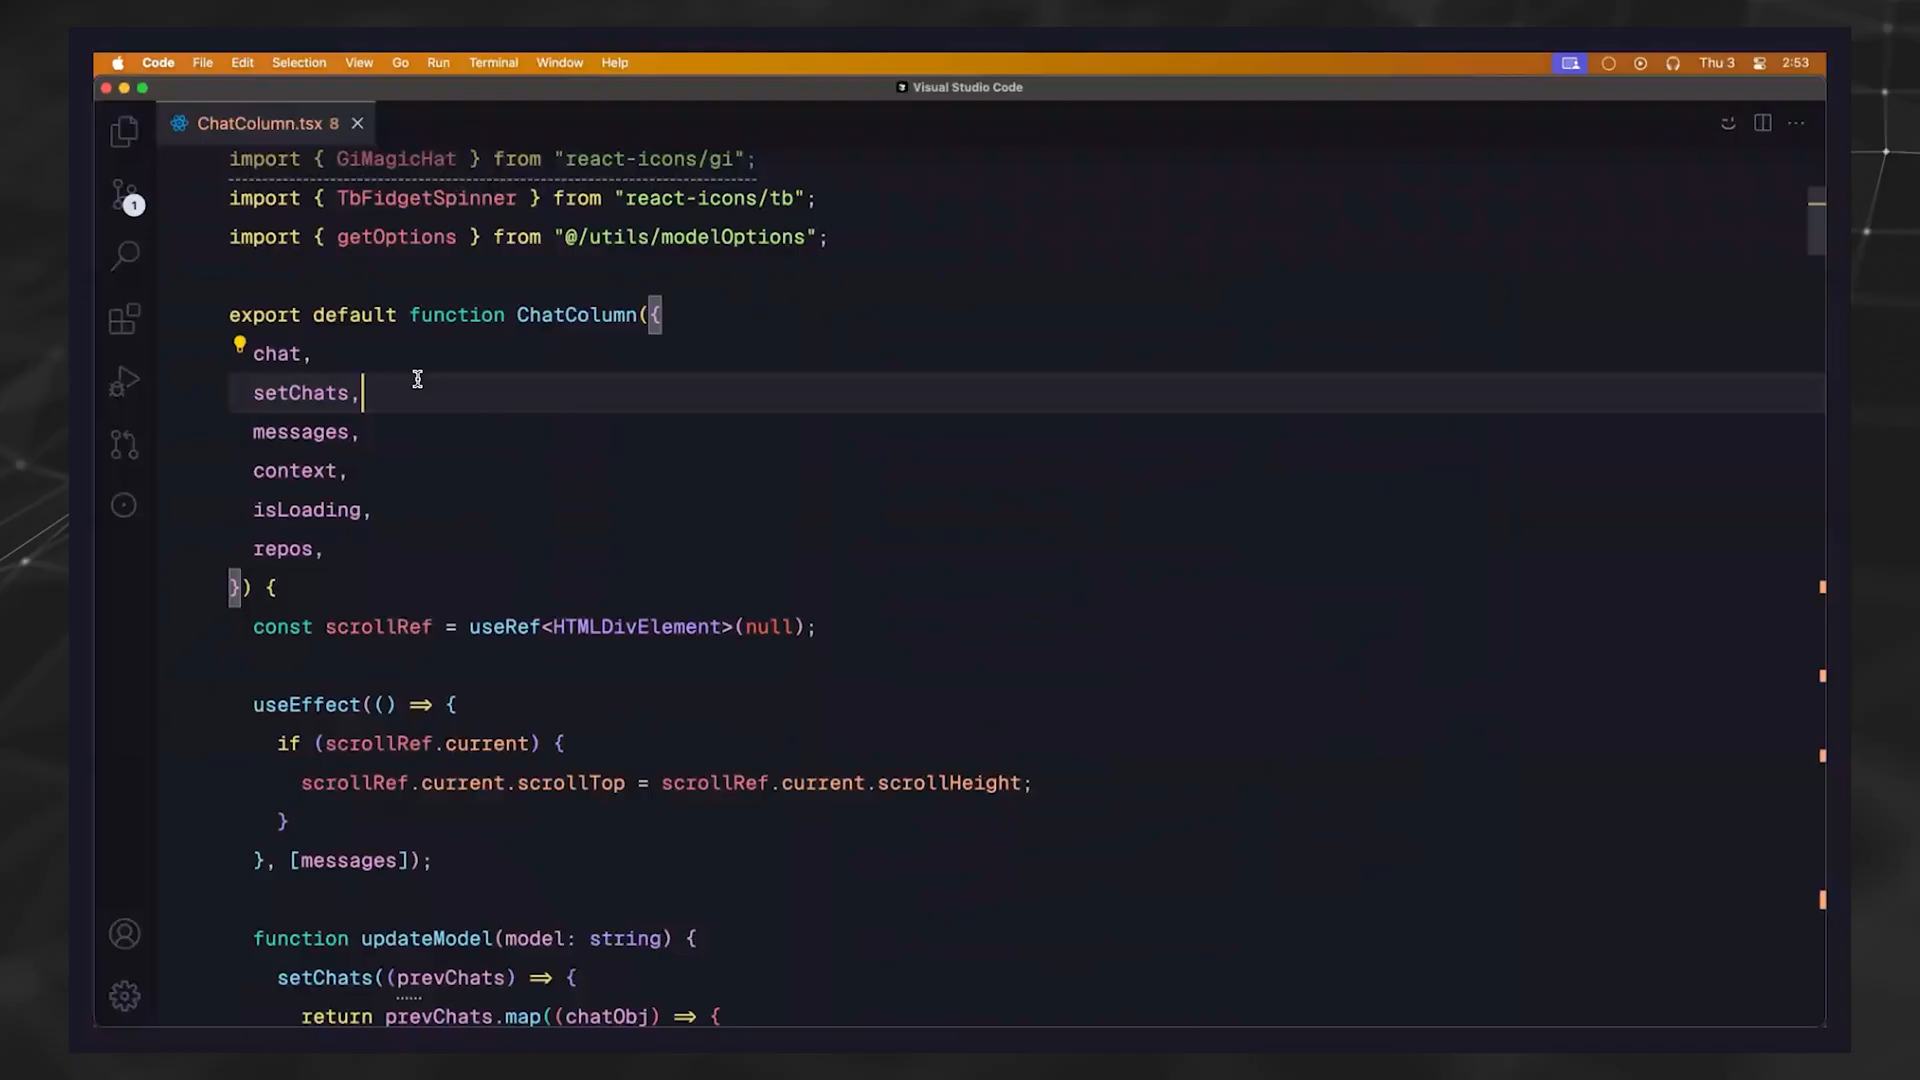 Code File Edit Selection View Go Run Terminal Window Help Thu 3 2:53
Visual Studio Code
ChatColumn.tsx 8
1
import { GiMagicHat } from "react-icons/gi";
import { TbFidgetSpinner } from "react-icons/tb";
import { getOptions } from "@/utils/modelOptions";
export default function ChatColumn({
chat,
setChats,
messages,
context,
isLoading,
repos,
}) {
const scrollRef = useRef<HTMLDivElement>(null);
useEffect(() => {
if (scrollRef.current) {
scrollRef.current.scrollTop = scrollRef.current.scrollHeight;
}
}, [messages]);
function updateModel(model: string) {
setChats((prevChats) => {
return prevChats.map((chatObj) => {